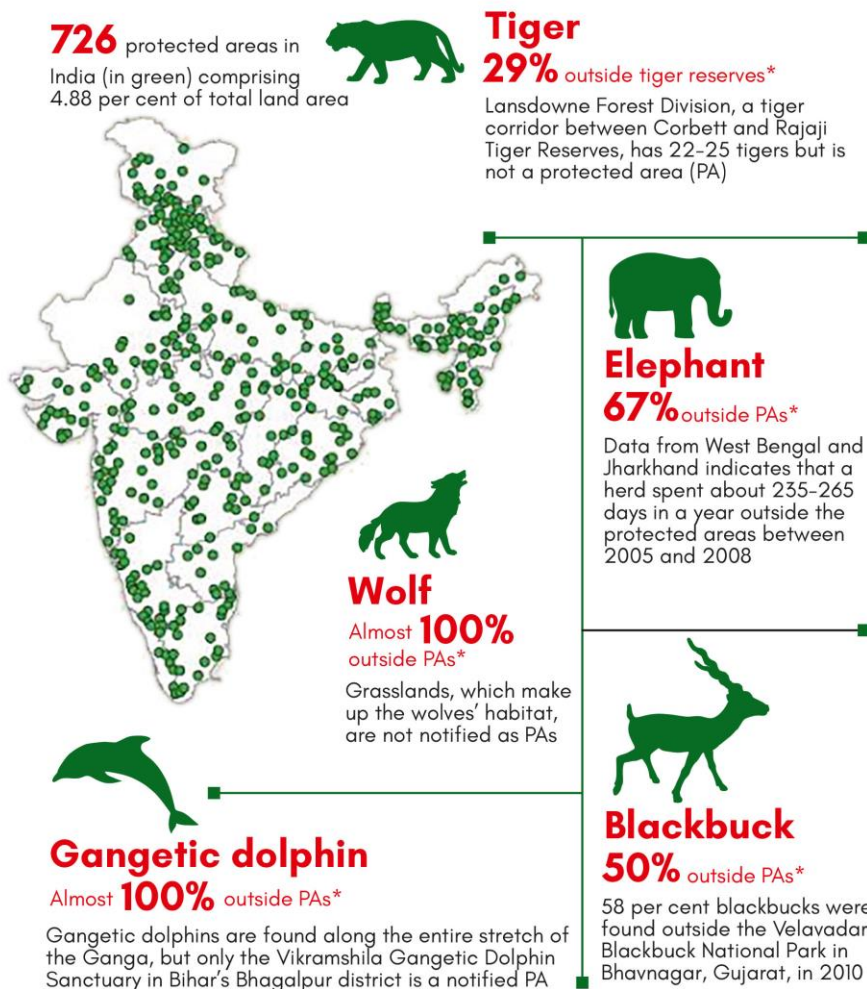 726 protected areas in
India (in green) comprising
4.88 per cent of total land area
Tiger
29% outside tiger reserves*
Lansdowne Forest Division, a tiger
corridor between Corbett and Rajaji
Tiger Reserves, has 22-25 tigers but is
not a protected area (PA)
Elephant
67% outside PAs*
Data from West Bengal and
Jharkhand indicates that a
herd spent about 235-265
days in a year outside the
protected areas between
2005 and 2008
Wolf
Almost 100%
outside PAs*
Grasslands, which make
up the wolves' habitat,
are not notified as PAs
Gangetic dolphin
Almost 100% outside PAs*
Gangetic dolphins are found along the entire stretch of
the Ganga, but only the Vikramshila Gangetic Dolphin
Sanctuary in Bihar's Bhagalpur district is a notified PA
Blackbuck
50% outside PAs*
58 per cent blackbucks were
found outside the Velavadar
Blackbuck National Park in
Bhavnagar, Gujarat, in 2010